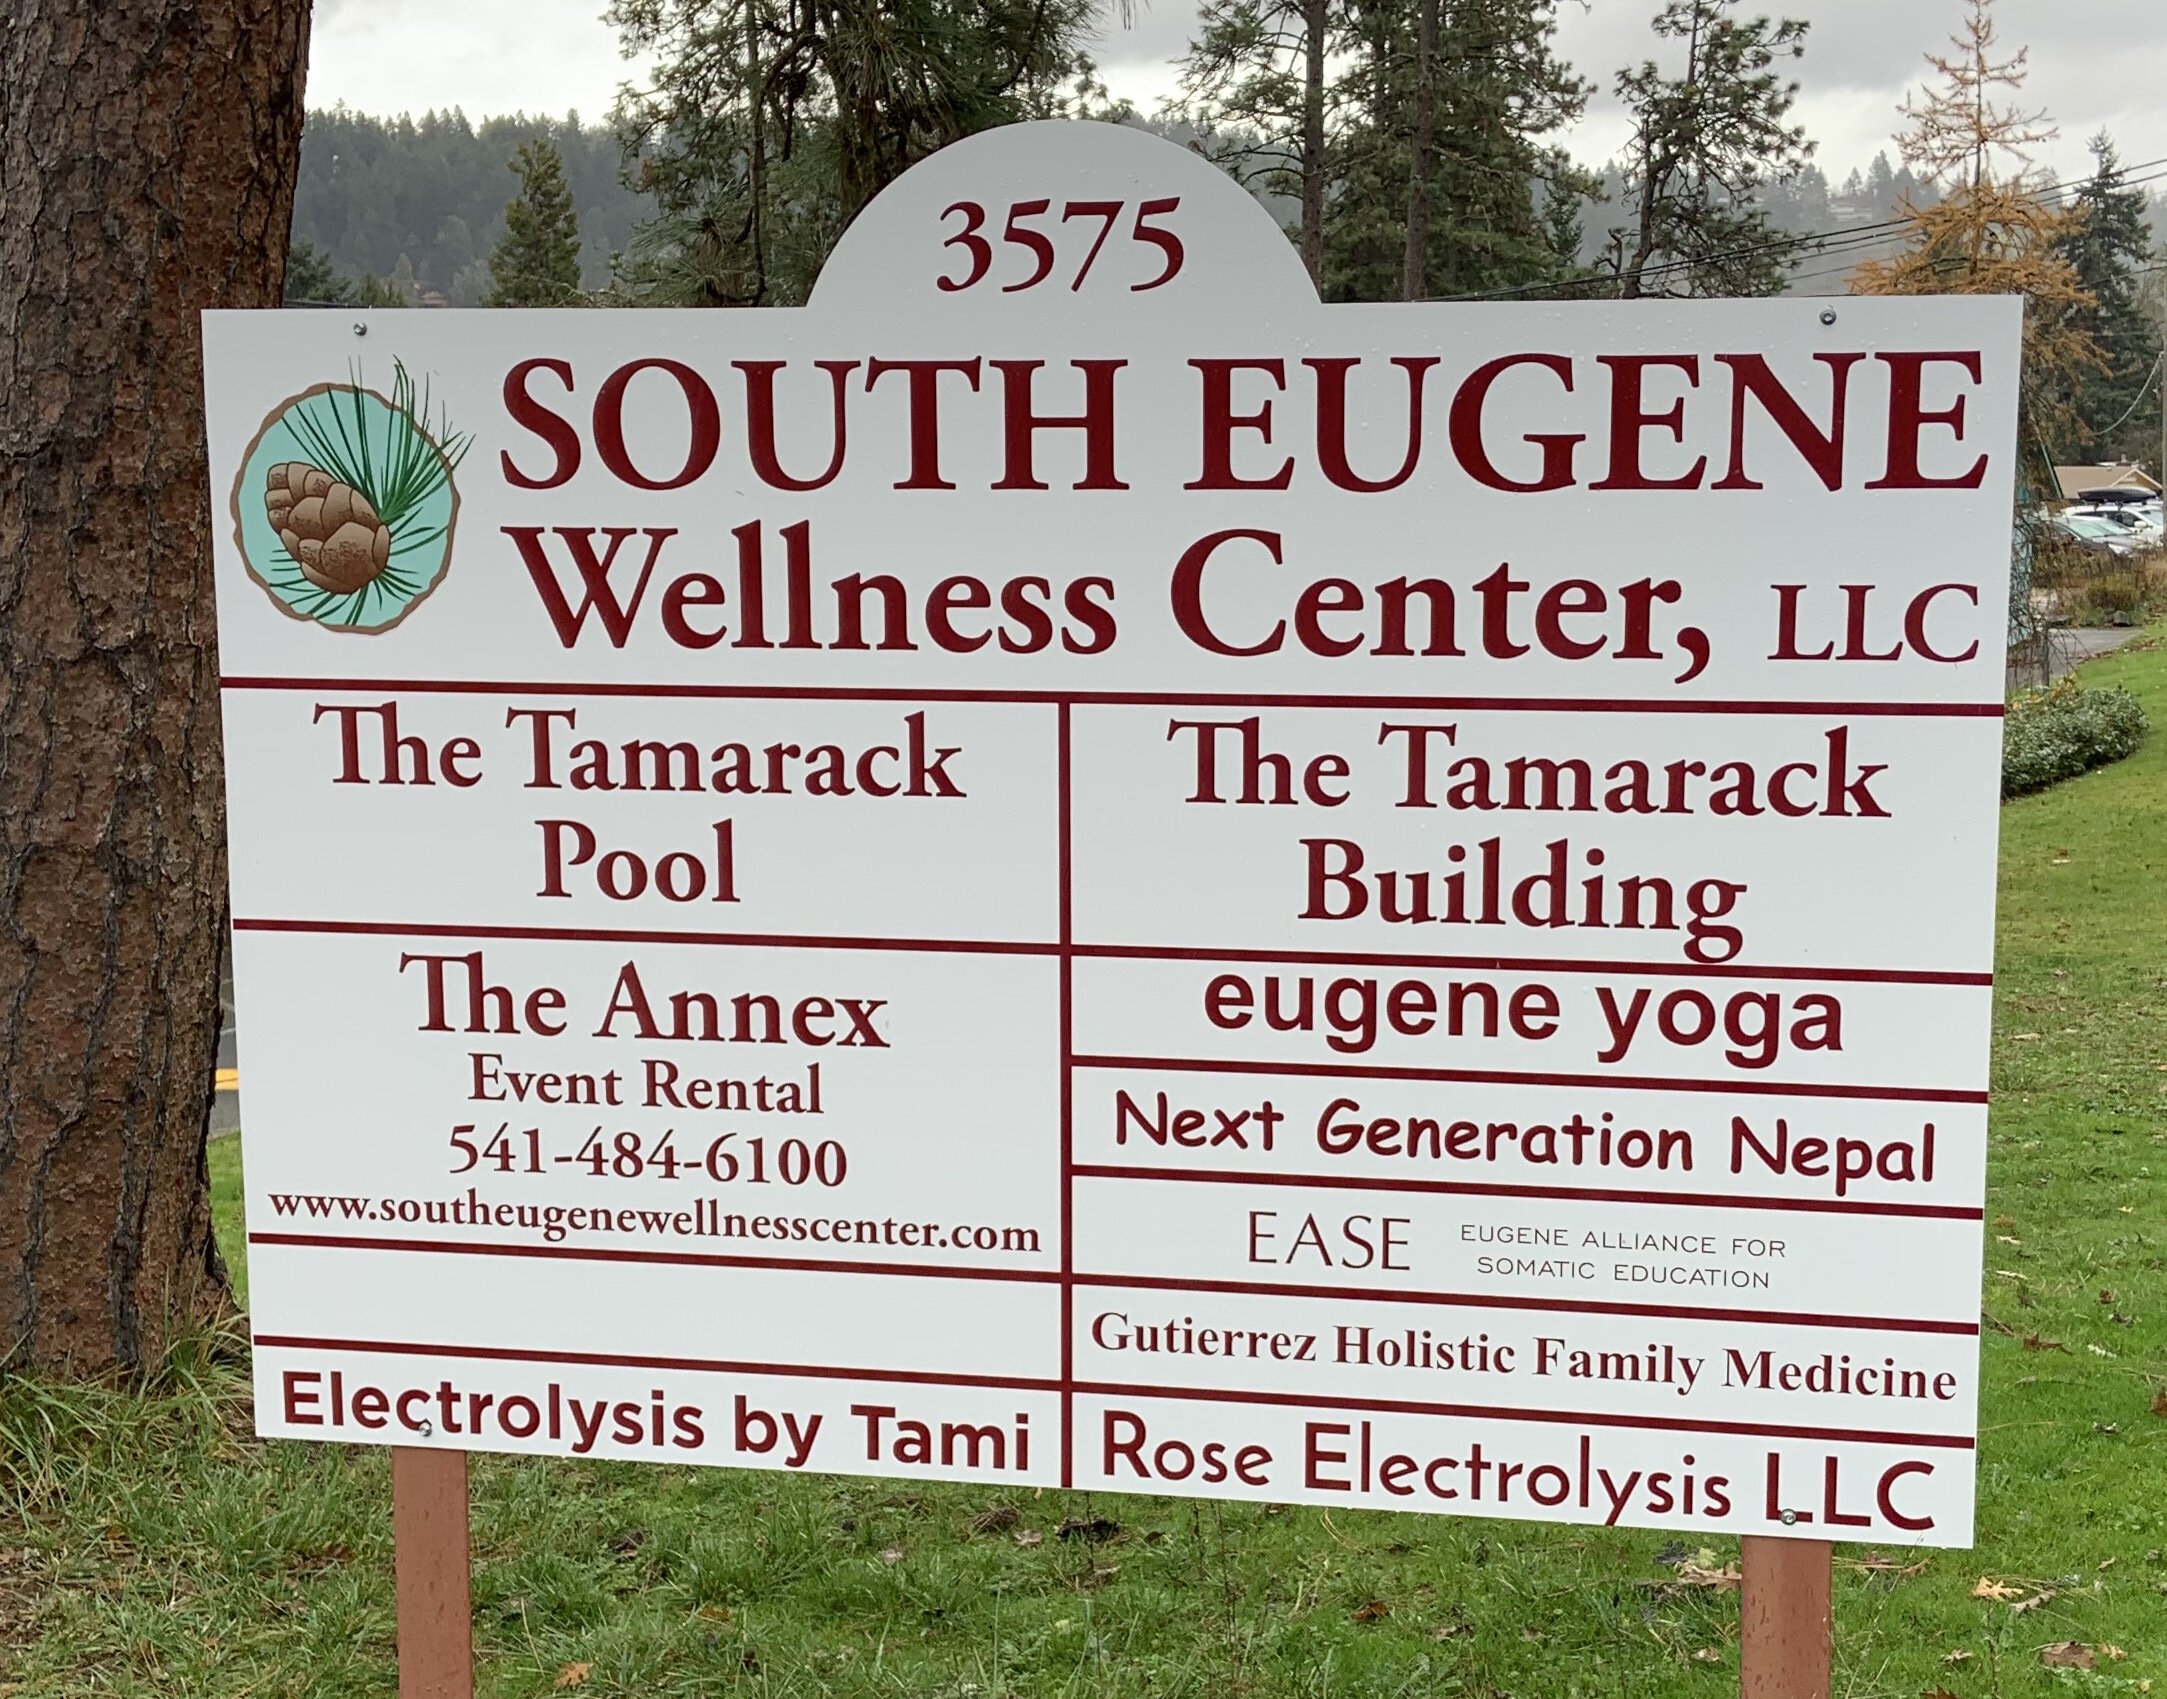 3575
SOUTH EUGENE
Wellness Center, LLC
The Tamarack
Pool
The Annex
Event Rental
541-484-6100
www.southeugenewellnesscenter.com
Electrolysis by Tami
The Tamarack
Building
eugene yoga
Next Generation Nepal
EASE EUGENE ALLIANCE FOR
SOMATIC EDUCATION
Gutierrez Holistic Family Medicine
Rose Electrolysis LLC